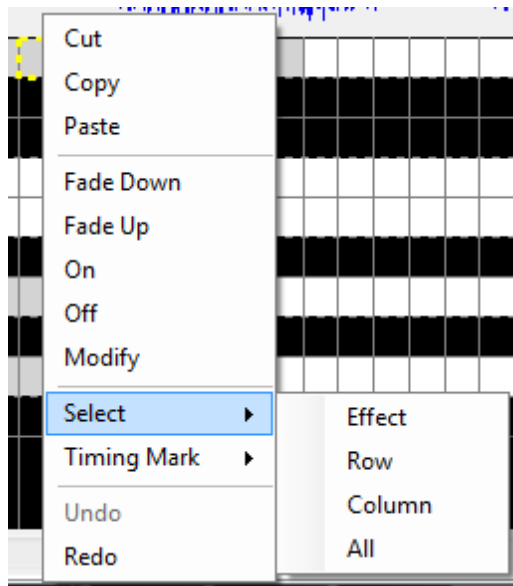 Cut
Copy
Paste
Fade Down
Fade Up
On
Off
Modify
Select
Effect
Timing Mark
Row
Column
Undo
All
Redo